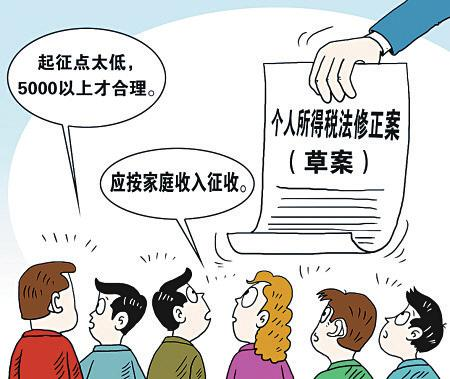 起征点太低，
5000以上才合理。
应按家庭收入征收。
个人所得税法修正案
（草案）